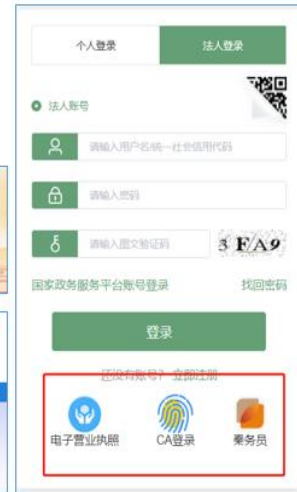 个人登录 法人登录
法人账号
请输入用户名/统一社会信用代码
请输入密码
请输入图文验证码 3 F/A9
国家政务服务平台账号登录 找回密码
登录
还没有账号? 立即注册
电子营业执照 CA登录 秦务员